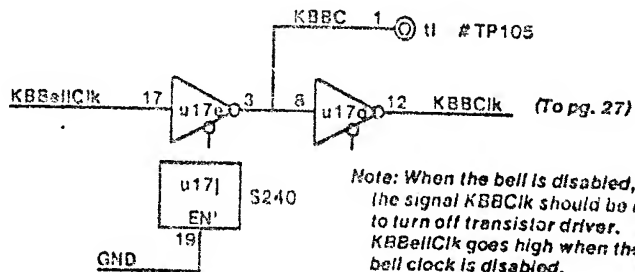 KBBC 1 t1 #TP105
KBBellClk 17 u17e 3 8 u17g 12 KBBClk (To pg. 27)
u17j S240
EN'
19
GND
Note: When the bell is disabled,
the signal KBBClk should be
to turn off transistor driver.
KBBellClk goes high when the
bell clock is disabled.